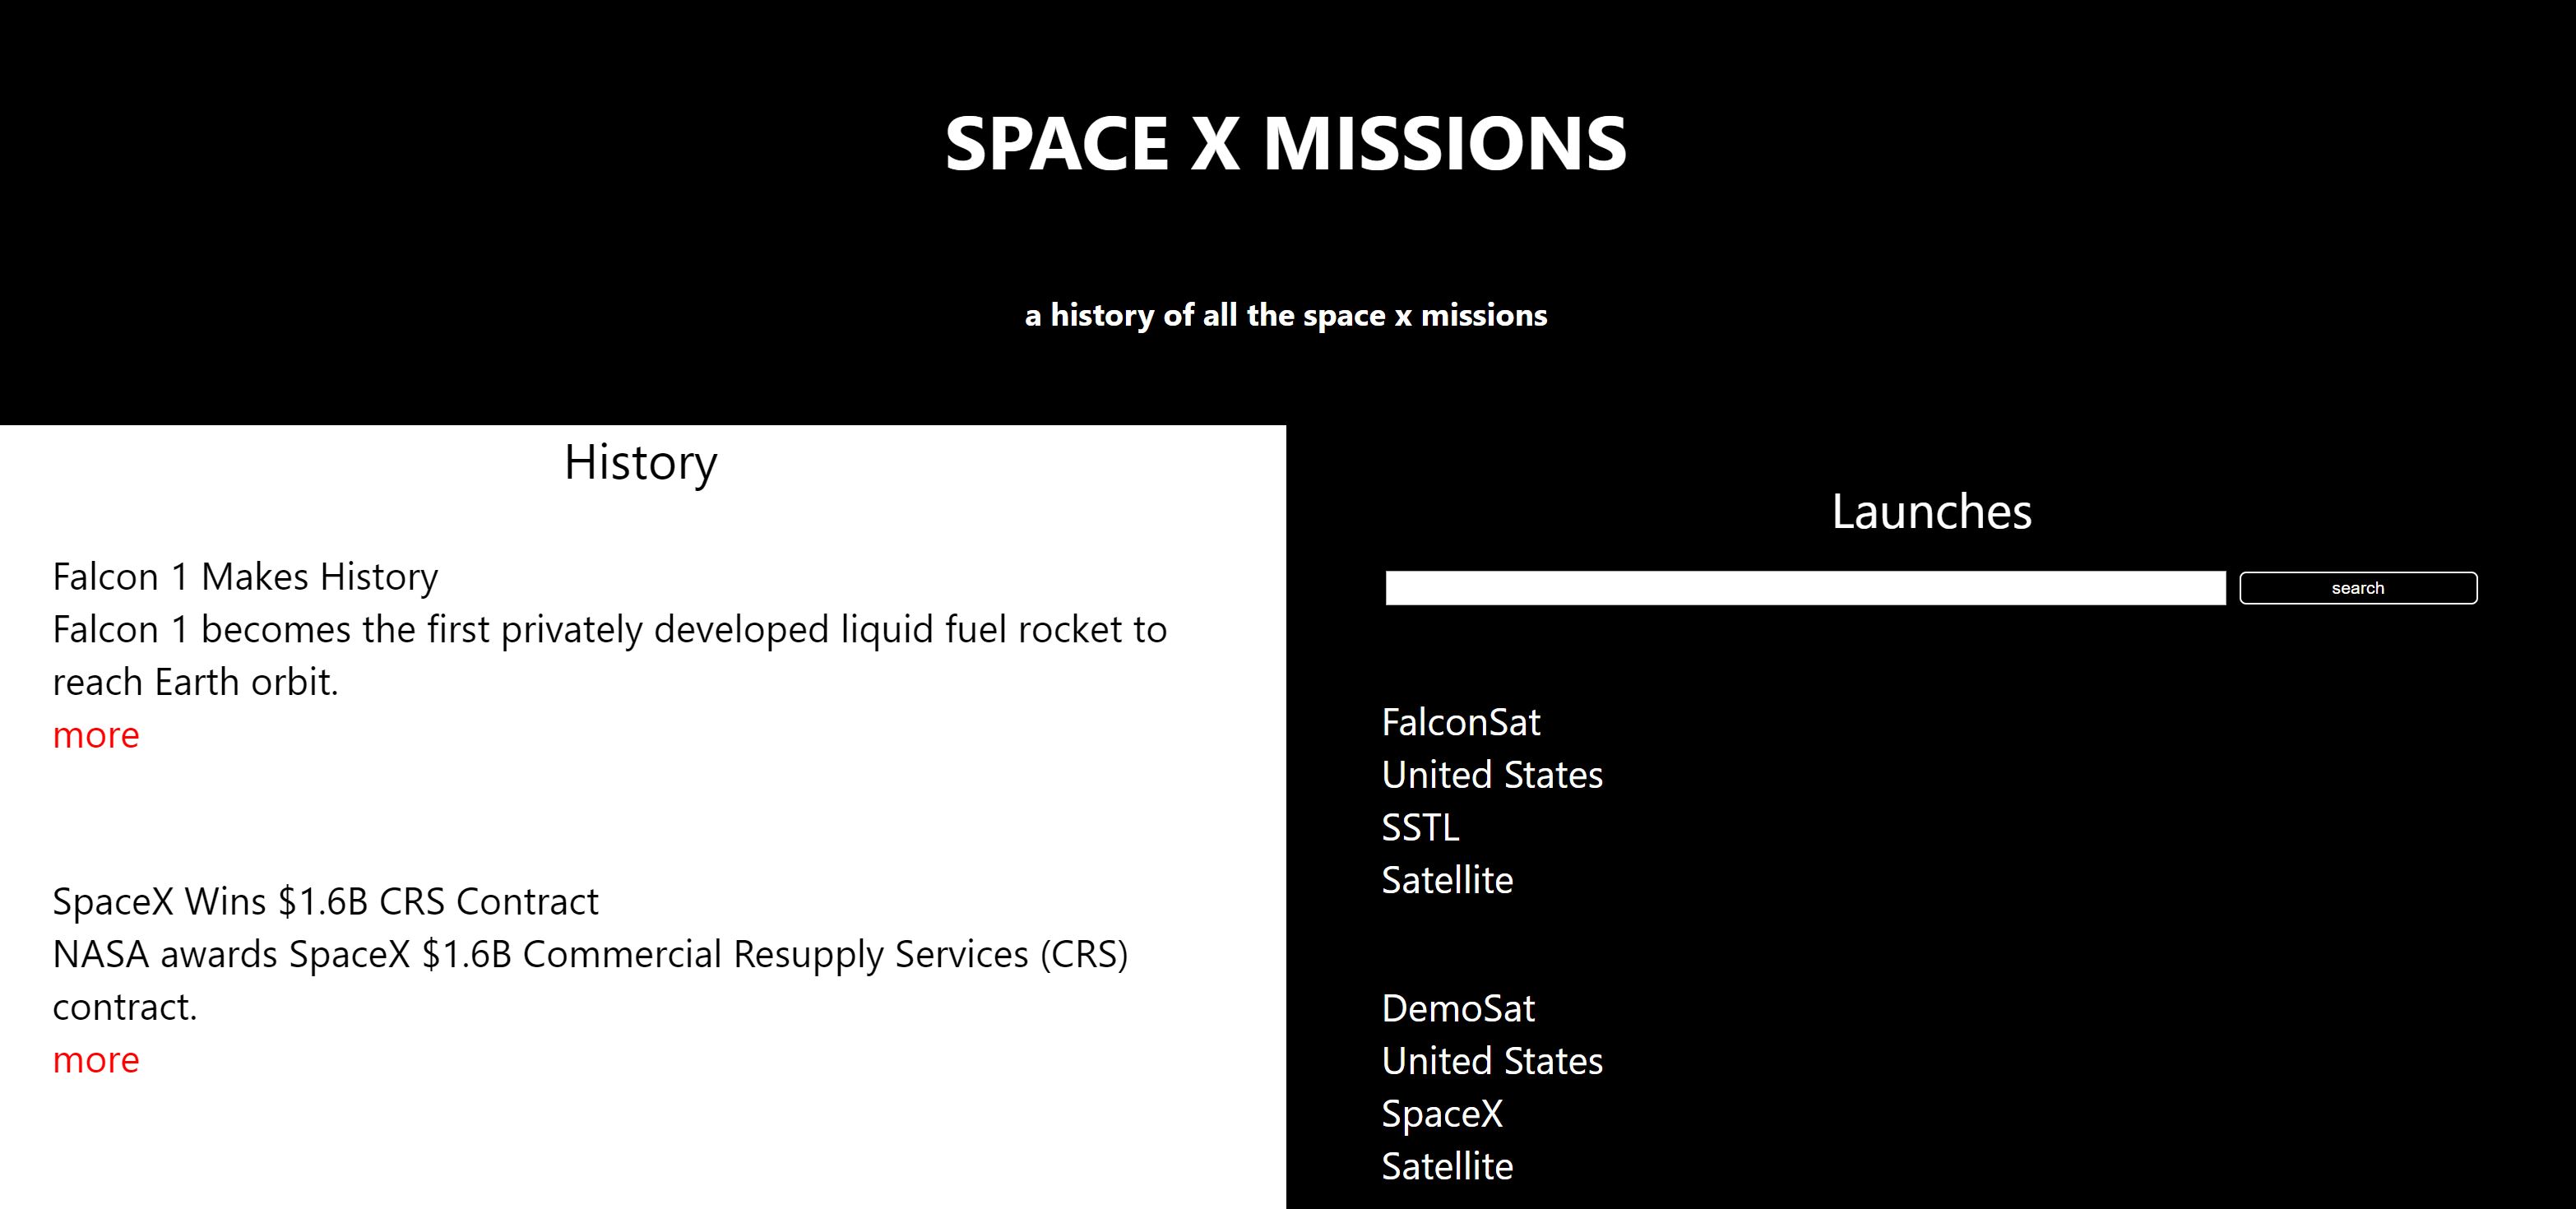 SPACE X MISSIONS
a history of all the space x missions
History
Falcon 1 Makes History
Falcon 1 becomes the first privately developed liquid fuel rocket to
reach Earth orbit.
more
SpaceX Wins $1.6B CRS Contract
NASA awards SpaceX $1.6B Commercial Resupply Services (CRS)
contract.
more
Launches
search
FalconSat
United States
SSTL
Satellite
DemoSat
United States
SpaceX
Satellite